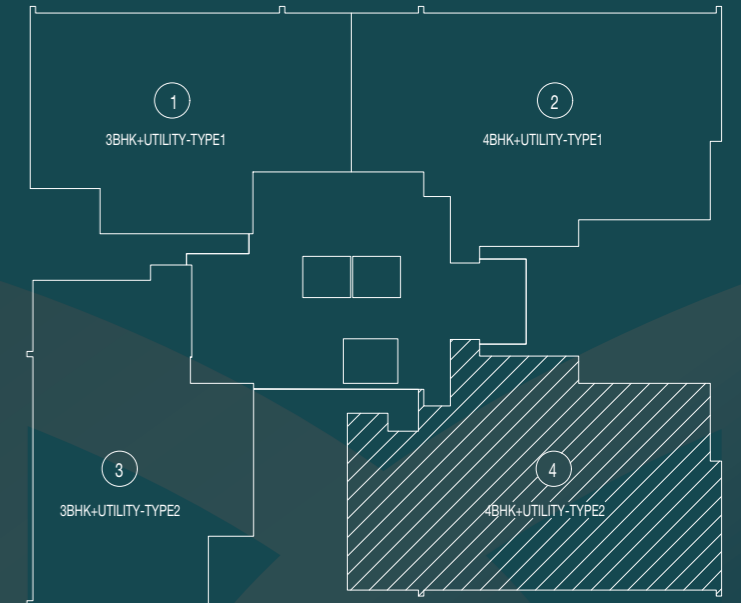 1
3BHK+UTILITY-TYPE1
2
4BHK+UTILITY-TYPE1
3
3BHK+UTILITY-TYPE2
4
4BHK+UTILITY-TYPE2